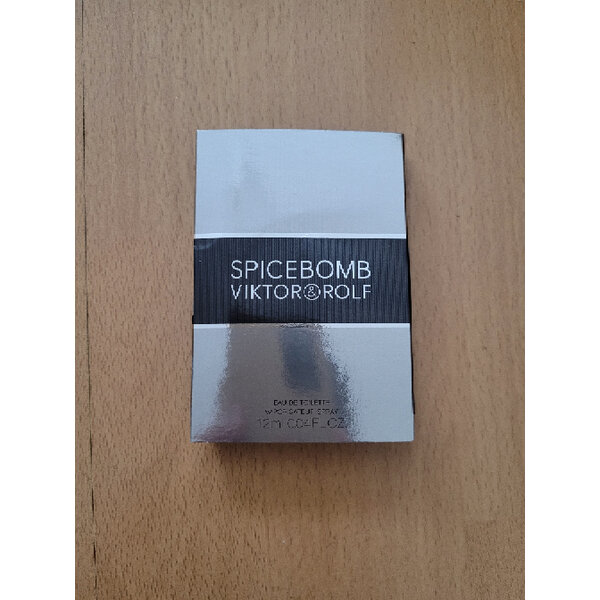 SPICEBOMB
VIKTOR&ROLF
EAU DE TOILETTE
VAPORISATEUR SPRAY
1.2ml 0.04FL.OZ